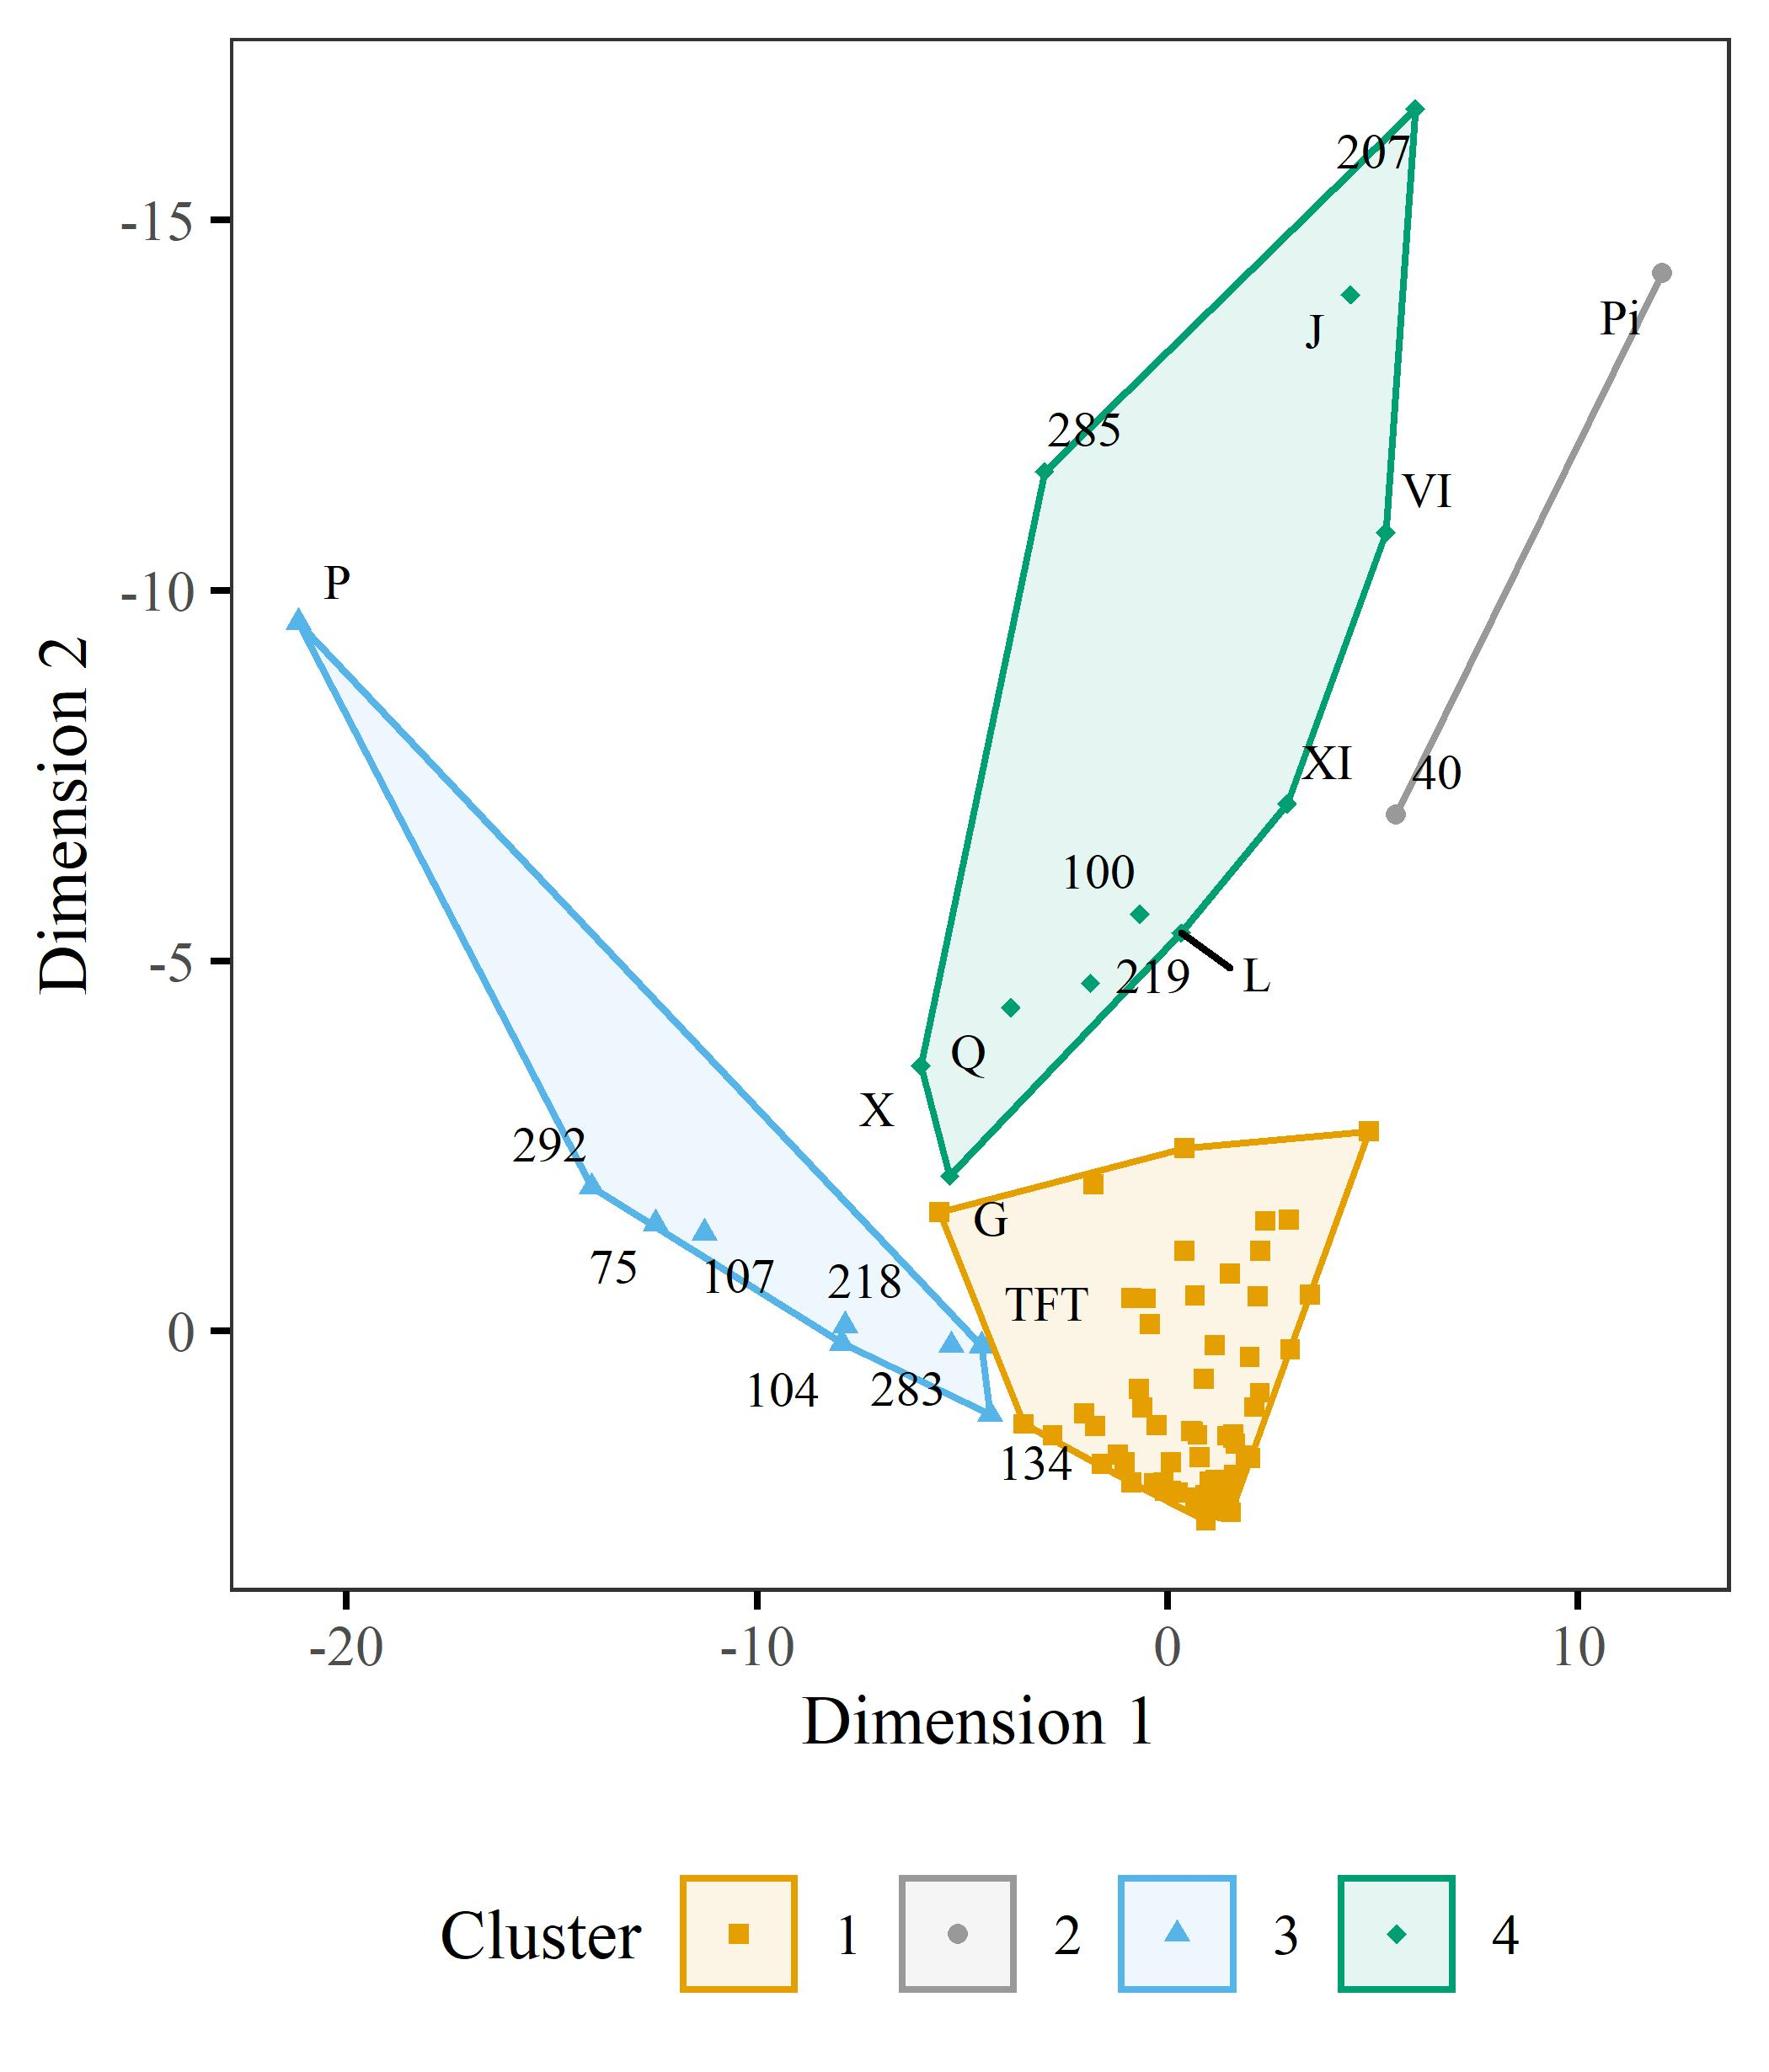 207
-15
Pi
J
285
VI
P
-10
XI
40
100
-5
219
L
Q
X
292
G
75
107
218
TFT
0
104
283
134
-20 -10 0 10
Dimension 2
Dimension 1
Cluster 1 2 3 4